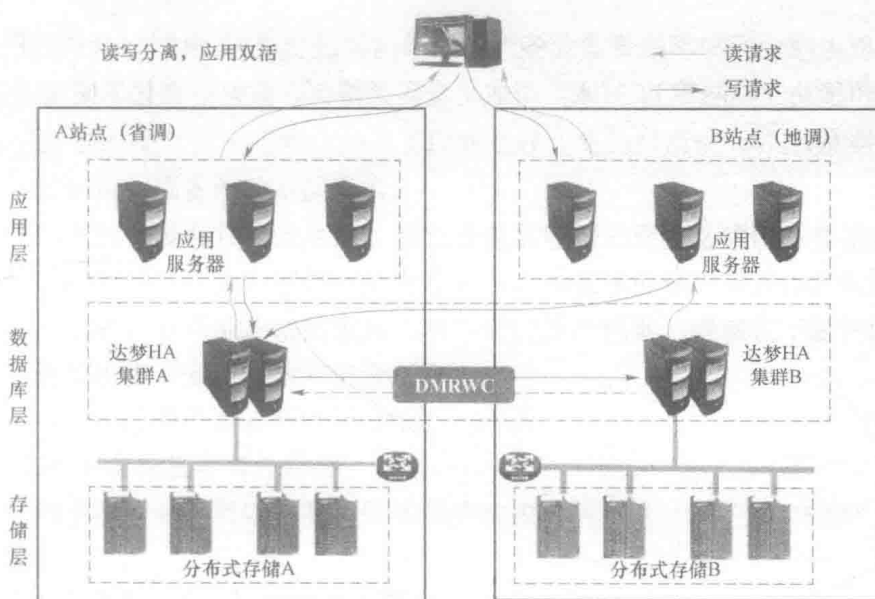 读写分离，应用双活
读请求
写请求
A站点（省调）
B站点（地调）
应用层
应用
服务器
应用
服务器
数据库层
达梦HA
集群A
DMRWC
达梦HA
集群B
存储层
分布式存储A
分布式存储B